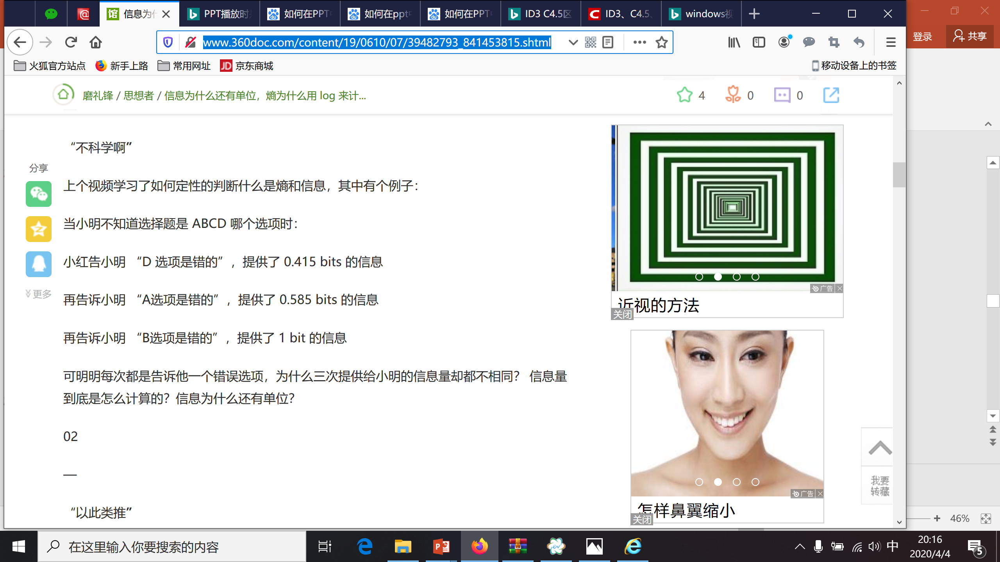 信息为什
PPT播放时
如何在PPT
如何在ppt
如何在PPT
ID3 C4.5区
ID3、C4.5、
windows视
登录
共享
www.360doc.com/content/19/0610/07/39482793_841453815.shtml
火狐官方站点
新手上路
常用网址
JD 京东商城
移动设备上的书签
磨礼锋 / 思想者 / 信息为什么还有单位，熵为什么用 log 来计...
4
0
0
“不科学啊”
分享
上个视频学习了如何定性的判断什么是熵和信息，其中有个例子：
当小明不知道选择题是 ABCD 哪个选项时：
小红告小明 “D 选项是错的”，提供了 0.415 bits 的信息
更多
再告诉小明 “A选项是错的”，提供了 0.585 bits 的信息
再告诉小明 “B选项是错的”，提供了 1 bit 的信息
可明明每次都是告诉他一个错误选项，为什么三次提供给小明的信息量却都不相同？ 信息量
到底是怎么计算的？信息为什么还有单位？
02
—
“以此类推”
广告
近视的方法
关闭
广告
怎样鼻翼缩小
关闭
我要
转藏
46%
在这里输入你要搜索的内容
中
20:16
2020/4/4
5